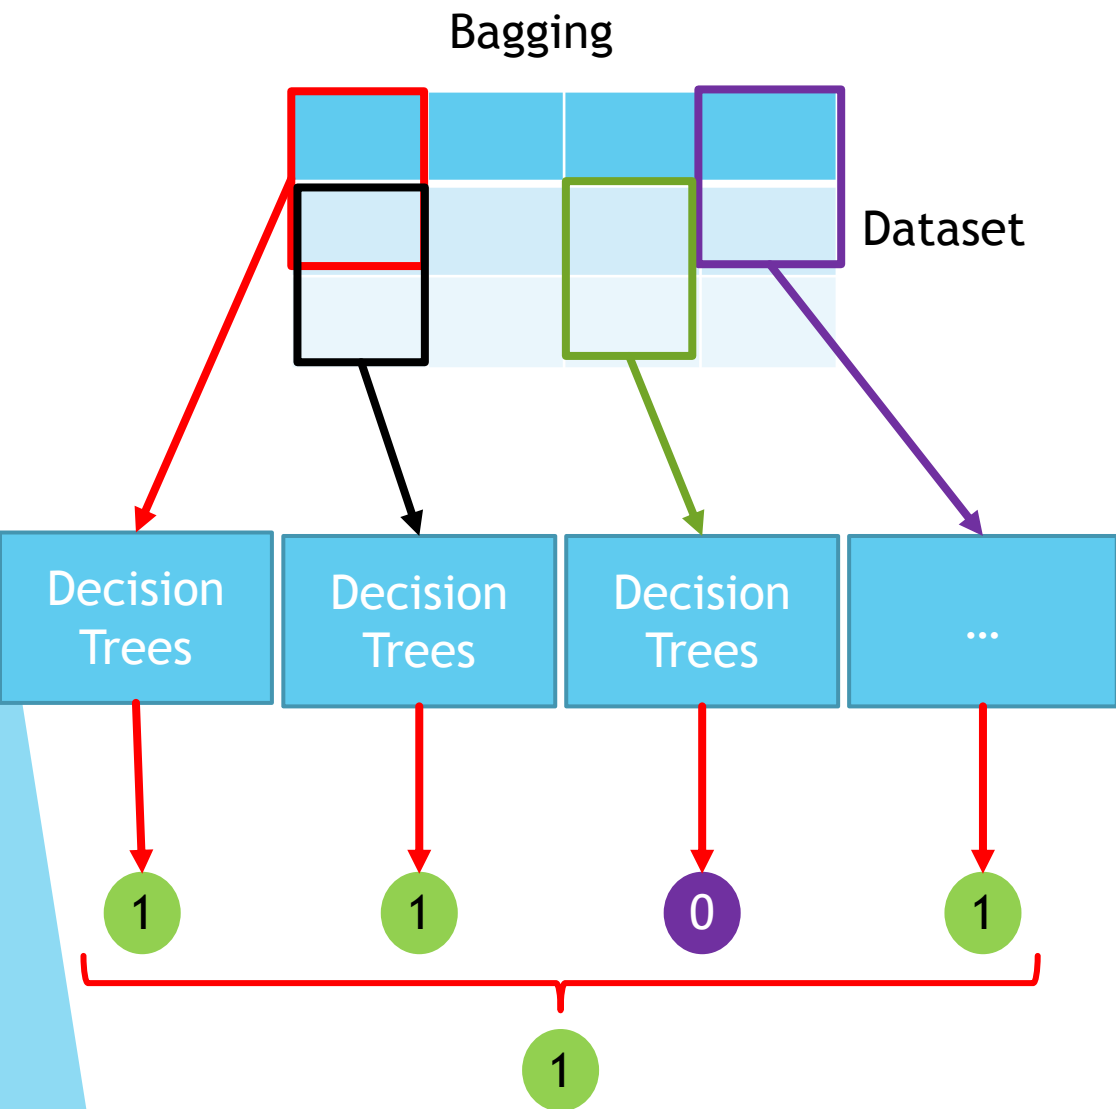 Bagging
Dataset
Decision
Trees
Decision
Trees
Decision
Trees
...
1
1
0
1
1